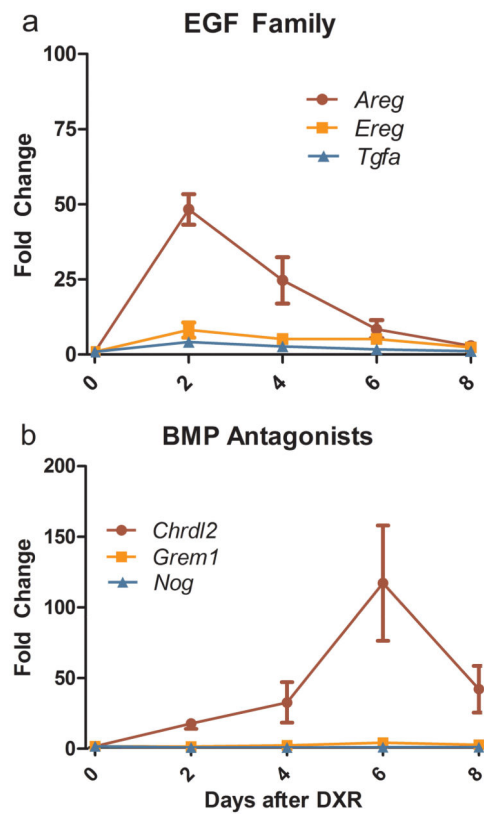 a
EGF Family
100
75
50
25
0
Fold Change
Areg
Ereg
Tgfa
0 2 4 6 8
b
BMP Antagonists
200
150
100
50
0
Fold Change
Chrdl2
Grem1
Nog
0 2 4 6 8
Days after DXR